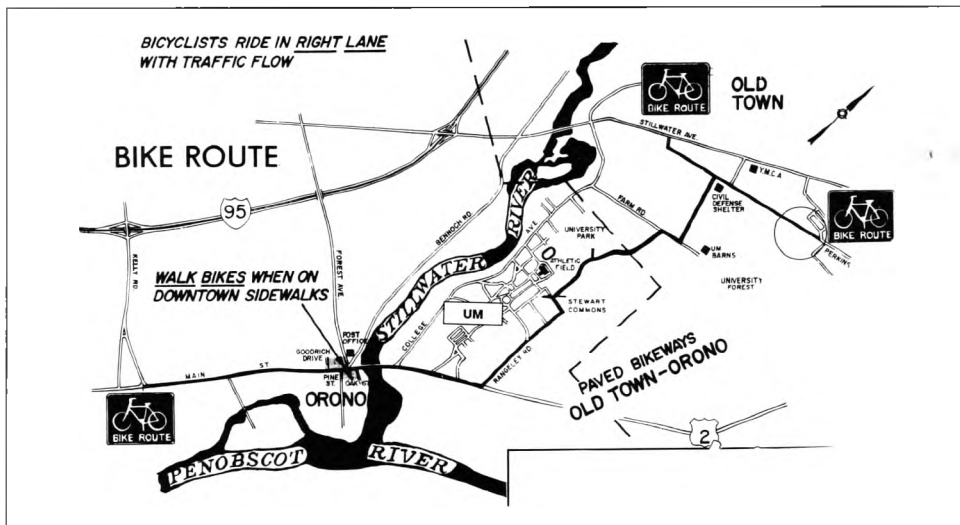 BICYCLISTS RIDE IN RIGHT LANE
WITH TRAFFIC FLOW
BIKE ROUTE
OLD
TOWN
BIKE ROUTE
STILLWATER AVE.
Y.M.C.A
CIVIL
DEFENSE
SHELTER
BIKE ROUTE
PERKINS
95
KELLY RD
FOREST AVE.
BENNOCH RD
STILLWATER RIVER
COLLEGE AVE
UNIVERSITY
PARK
FARM RD
ATHLETIC
FIELD
UM
BARNS
UNIVERSITY
FOREST
WALK BIKES WHEN ON
DOWNTOWN SIDEWALKS
UM
STEWART
COMMONS
POST
OFFICE
GOODRICH
DRIVE
MAIN ST.
PINE
ST.
OAK ST
ORONO
RANGELEY RD
PAVED BIKEWAYS
OLD TOWN-ORONO
2
BIKE ROUTE
PENOBSCOT RIVER